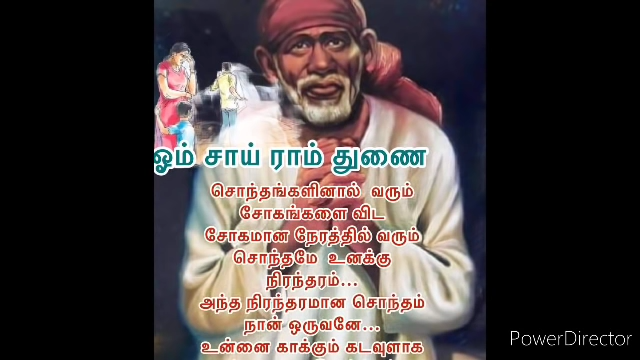 ஓம் சாய் ராம் துணை
சொந்தங்களினால் வரும்
சோகங்களை விட
சோகமான நேரத்தில் வரும்
சொந்தமே உனக்கு
நிரந்தரம்...
அந்த நிரந்தரமான சொந்தம்
நான் ஒருவனே...
உன்னை காக்கும் கடவுளாக
PowerDirector